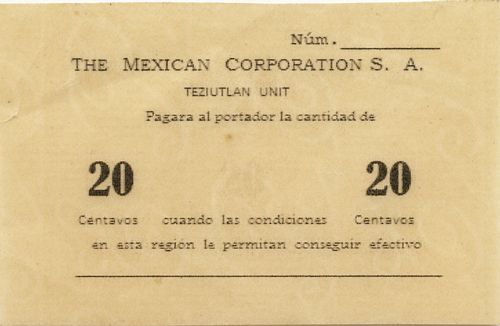 Núm.
THE MEXICAN CORPORATION S. A.
TEZIUTLAN UNIT
Pagara al portador la cantidad de
20 20
Centavos cuando las condiciones Centavos
en esta región le permitan conseguir efectivo